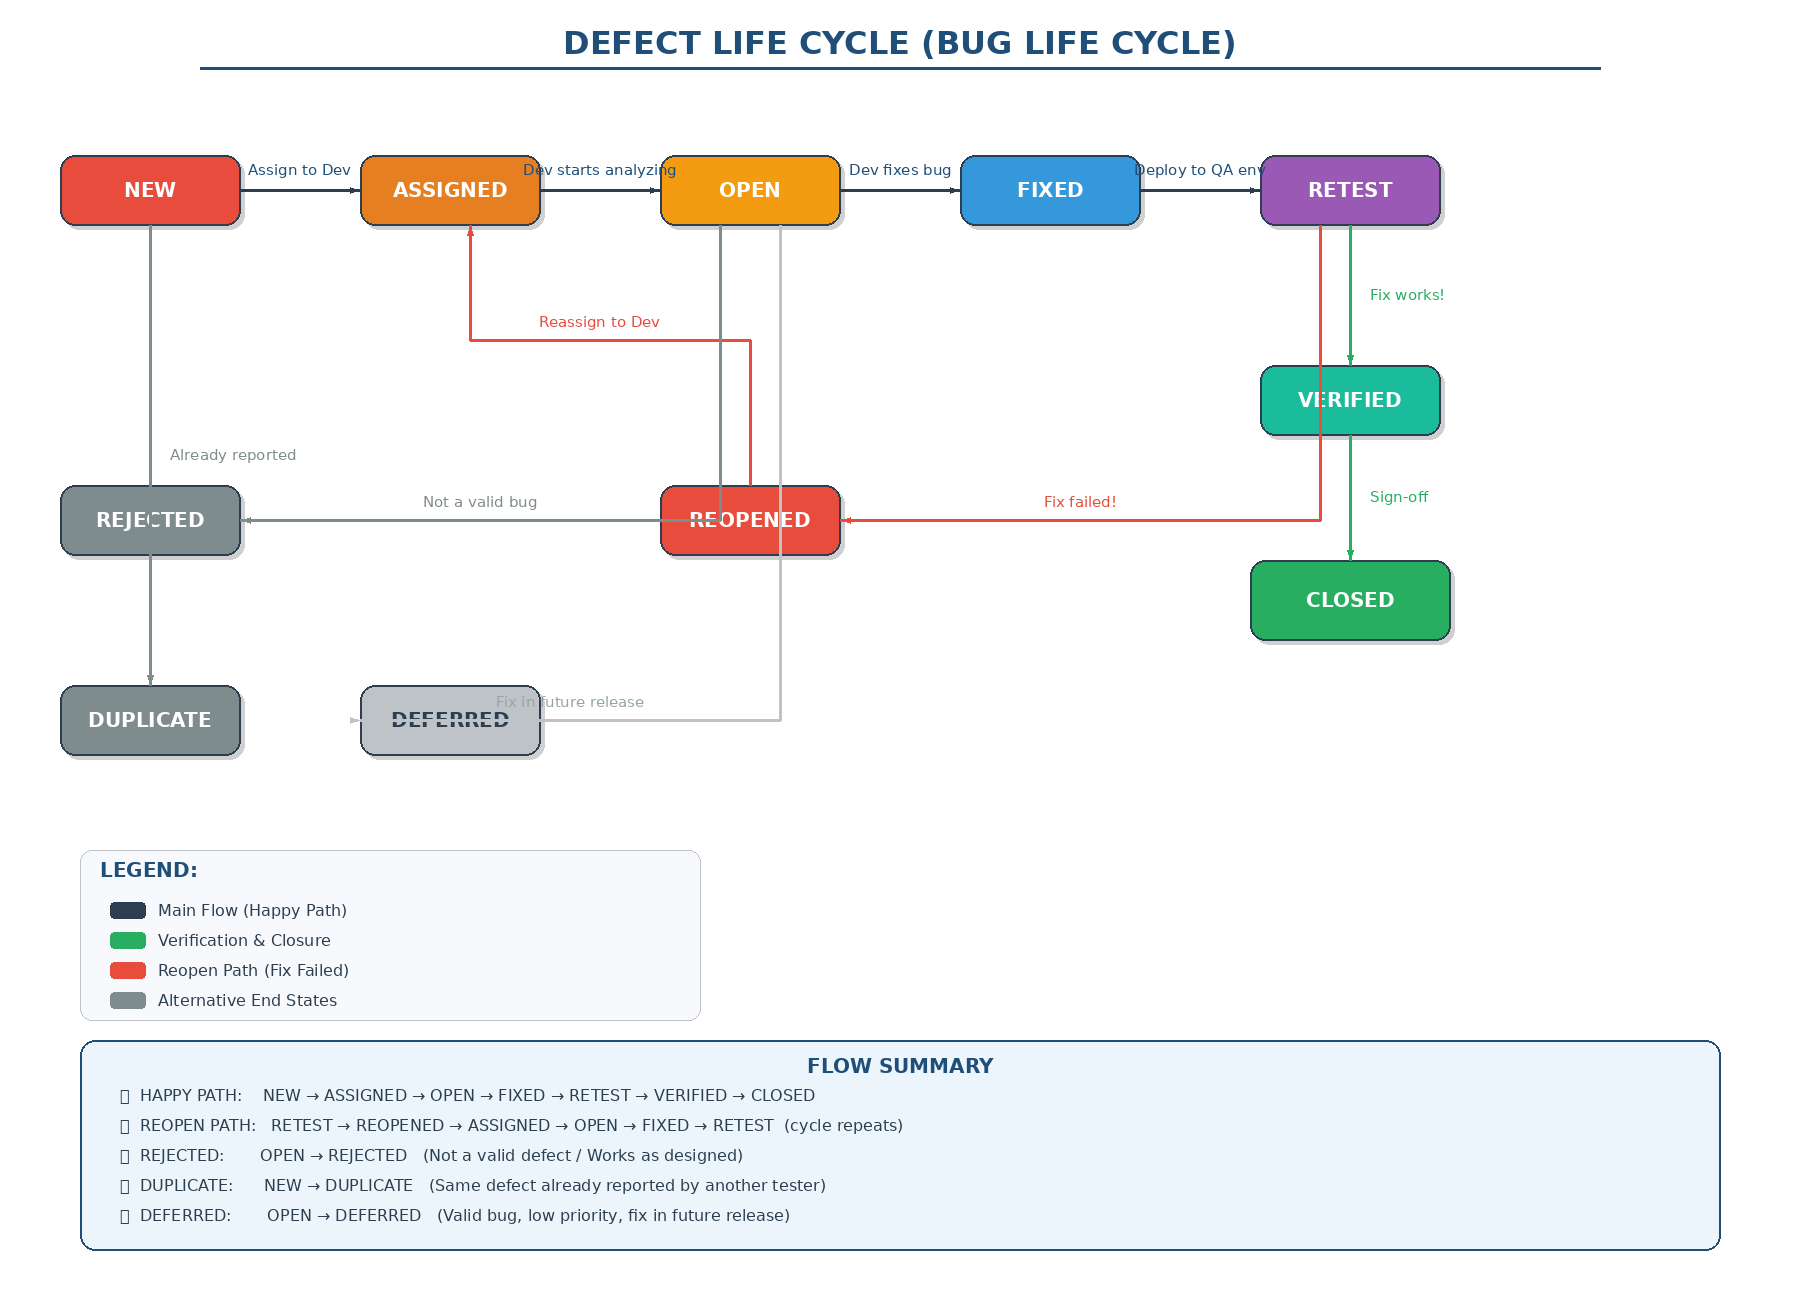 DEFECT LIFE CYCLE (BUG LIFE CYCLE)
NEW
Assign to Dev
ASSIGNED
Dev starts analyzing
OPEN
Dev fixes bug
FIXED
Deploy to QA env
RETEST
Fix works!
Reassign to Dev
VERIFIED
Already reported
REJECTED
Not a valid bug
REOPENED
Fix failed!
Sign-off
CLOSED
DUPLICATE
DEFERRED
Fix in future release
LEGEND:
Main Flow (Happy Path)
Verification & Closure
Reopen Path (Fix Failed)
Alternative End States
FLOW SUMMARY
HAPPY PATH: NEW → ASSIGNED → OPEN → FIXED → RETEST → VERIFIED → CLOSED
REOPEN PATH: RETEST → REOPENED → ASSIGNED → OPEN → FIXED → RETEST (cycle repeats)
REJECTED: OPEN → REJECTED (Not a valid defect / Works as designed)
DUPLICATE: NEW → DUPLICATE (Same defect already reported by another tester)
DEFERRED: OPEN → DEFERRED (Valid bug, low priority, fix in future release)